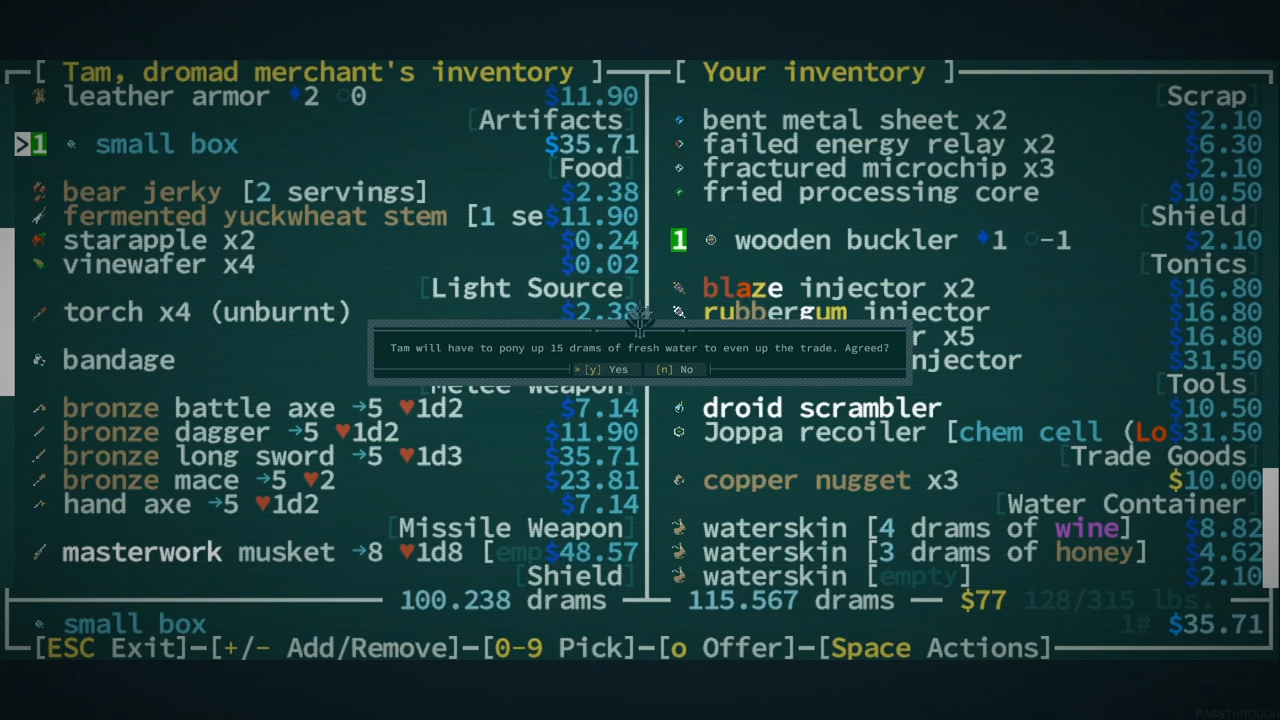 [ Tam, dromad merchant's inventory ]
leather armor ♦2 ○0 $11.90
[Artifacts]
>1 small box $35.71
[Food]
bear jerky [2 servings] $2.38
fermented yuckwheat stem [1 se $11.90
starapple x2 $0.24
vinewafer x4 $0.02
[Light Source]
torch x4 (unburnt) $2.38
bandage
bronze battle axe →5 ♥1d2 $7.14
bronze dagger →5 ♥1d2 $11.90
bronze long sword →5 ♥1d3 $35.71
bronze mace →5 ♥2 $23.81
hand axe →5 ♥1d2 $7.14
[Missile Weapon]
masterwork musket →8 ♥1d8 [emp $48.57
[Shield]
100.238 drams
[ Your inventory ]
[Scrap]
bent metal sheet x2 $2.10
failed energy relay x2 $6.30
fractured microchip x3 $2.10
fried processing core $10.50
[Shield]
1 wooden buckler ♦1 ○-1 $2.10
[Tonics]
blaze injector x2 $16.80
rubbergum injector $16.80
x5 $16.80
$31.50
[Tools]
droid scrambler $10.50
Joppa recoiler [chem cell (Lo $31.50
[Trade Goods]
copper nugget x3 $10.00
[Water Container]
waterskin [4 drams of wine] $8.82
waterskin [3 drams of honey] $4.62
waterskin [empty] $2.10
115.567 drams — $77 128/315 lbs.
Tam will have to pony up 15 drams of fresh water to even up the trade. Agreed?
> [y] Yes [n] No
small box 1# $35.71
[ESC Exit]—[+/- Add/Remove]—[0-9 Pick]—[o Offer]—[Space Actions]